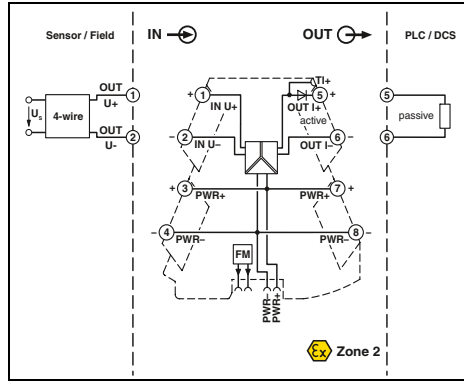 Sensor / Field
IN
OUT
PLC / DCS
OUT
U+
1
Us
4-wire
OUT
U-
2
+ 1
IN U+
TI+
5 +
OUT I+
active
– 2
IN U–
6 –
OUT I–
5
passive
6
+ 3
PWR+
7 +
PWR+
– 4
PWR–
8 –
PWR–
FM
PWR–
PWR+
Ex Zone 2